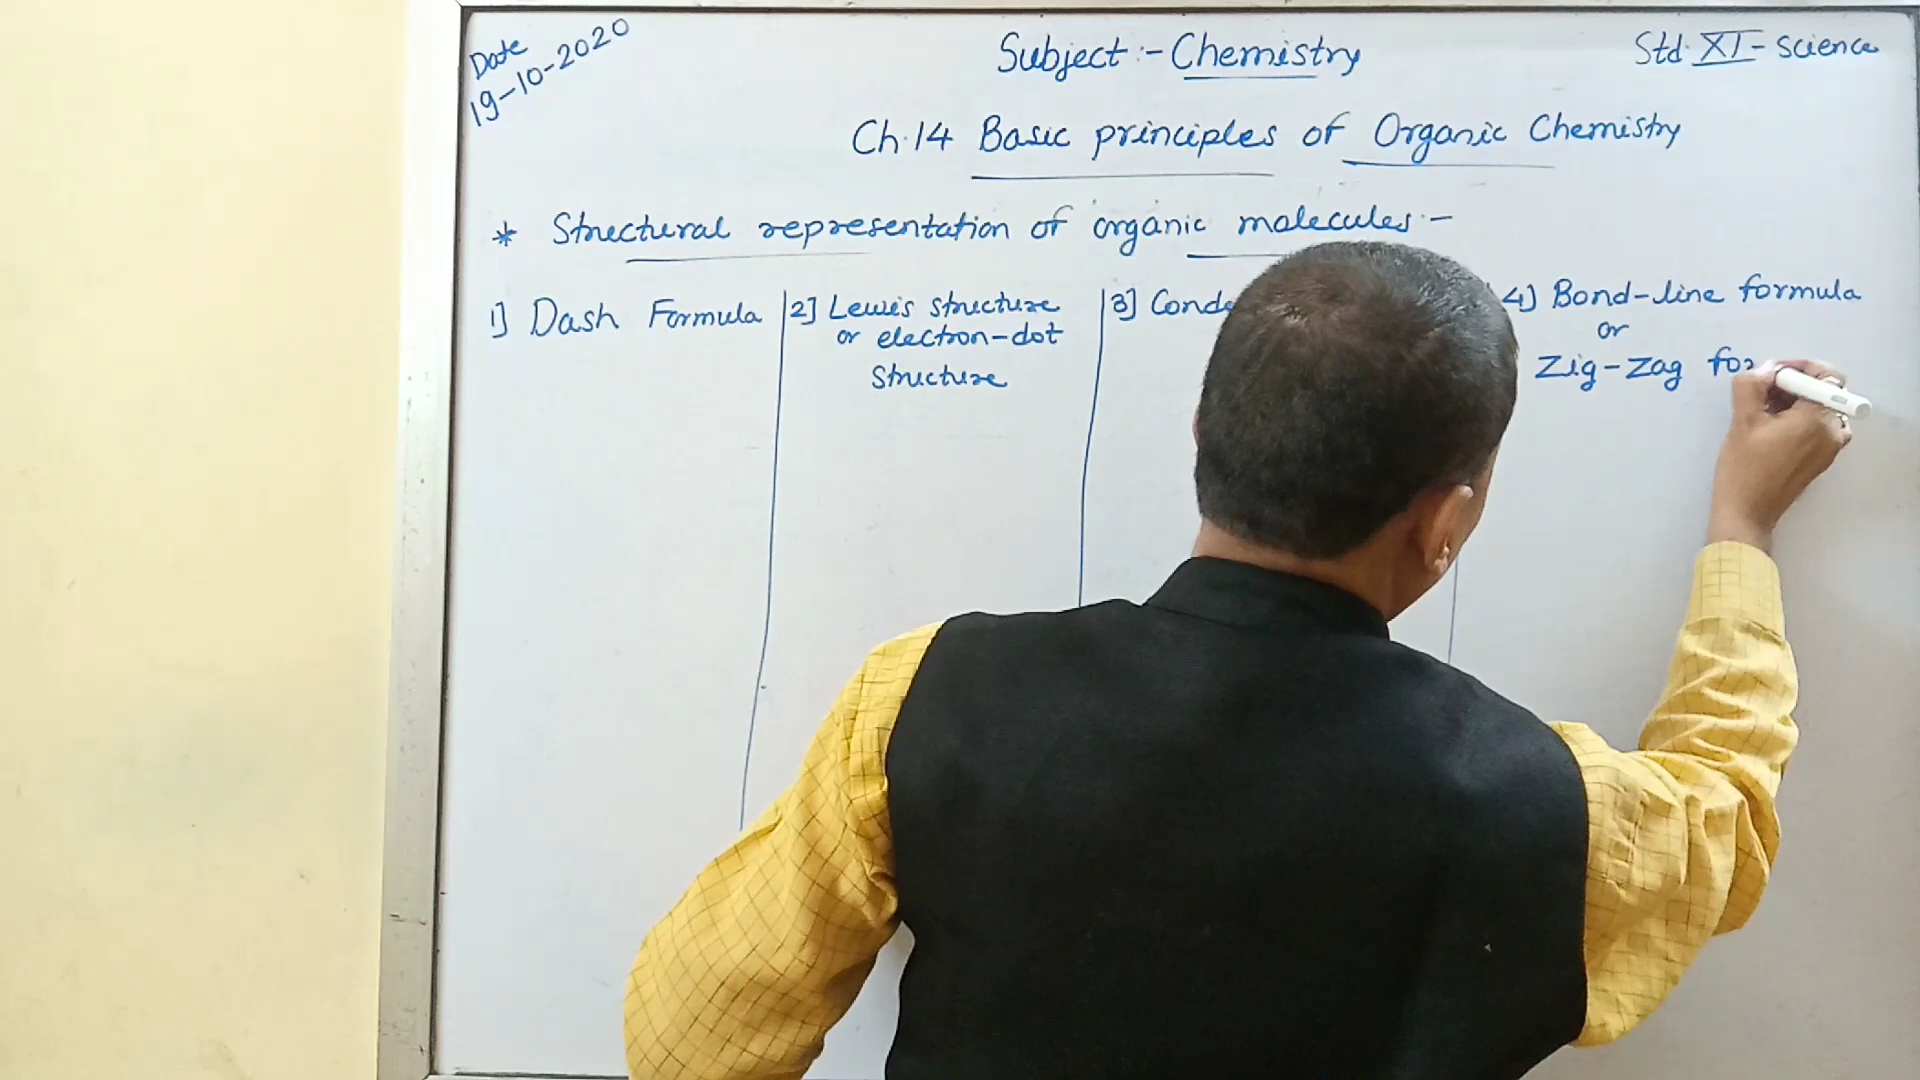 Date
19-10-2020
Subject :- Chemistry
Std. XI - Science
Ch.14 Basic principles of Organic Chemistry
* Structural representation of organic molecules :-
1] Dash Formula
2] Lewis structure
or electron-dot
structure
3]
4] Bond-line formula
or
Zig-Zag